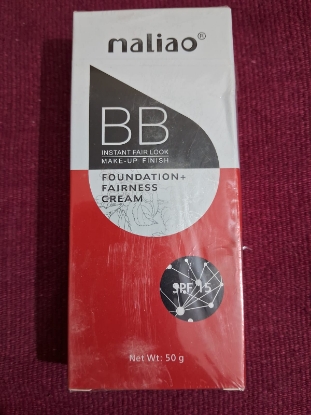 maliao®
BB
INSTANT FAIR LOOK
MAKE-UP FINISH
FOUNDATION+
FAIRNESS
CREAM
SPF 15
Net Wt: 50 g